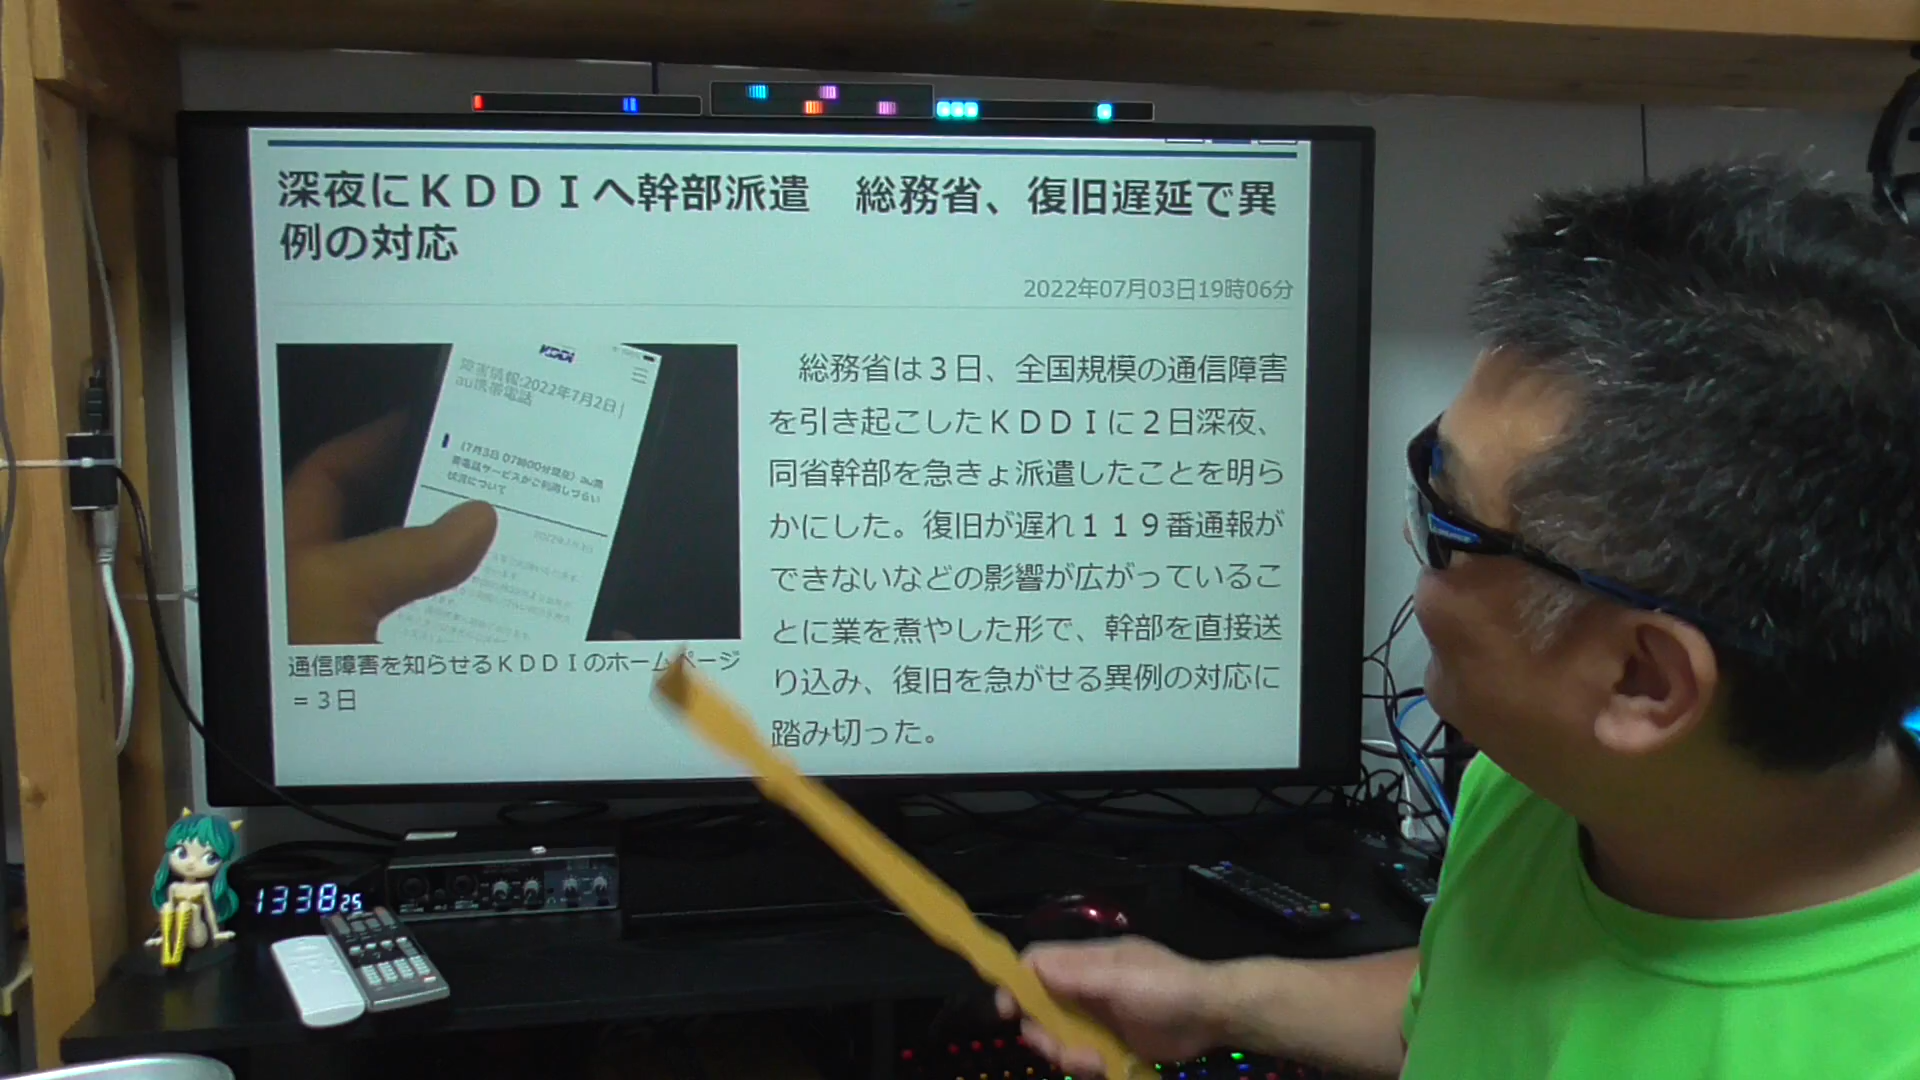 深夜にＫＤＤＩへ幹部派遣　総務省、復旧遅延で異
例の対応
2022年07月03日19時06分
KDDI
障害情報:2022年7月2日 |
au携帯電話
状況について
通信障害を知らせるＫＤＤＩのホームページ
＝３日
総務省は３日、全国規模の通信障害
を引き起こしたＫＤＤＩに２日深夜、
同省幹部を急きょ派遣したことを明ら
かにした。復旧が遅れ１１９番通報が
できないなどの影響が広がっているこ
とに業を煮やした形で、幹部を直接送
り込み、復旧を急がせる異例の対応に
踏み切った。
1338 25